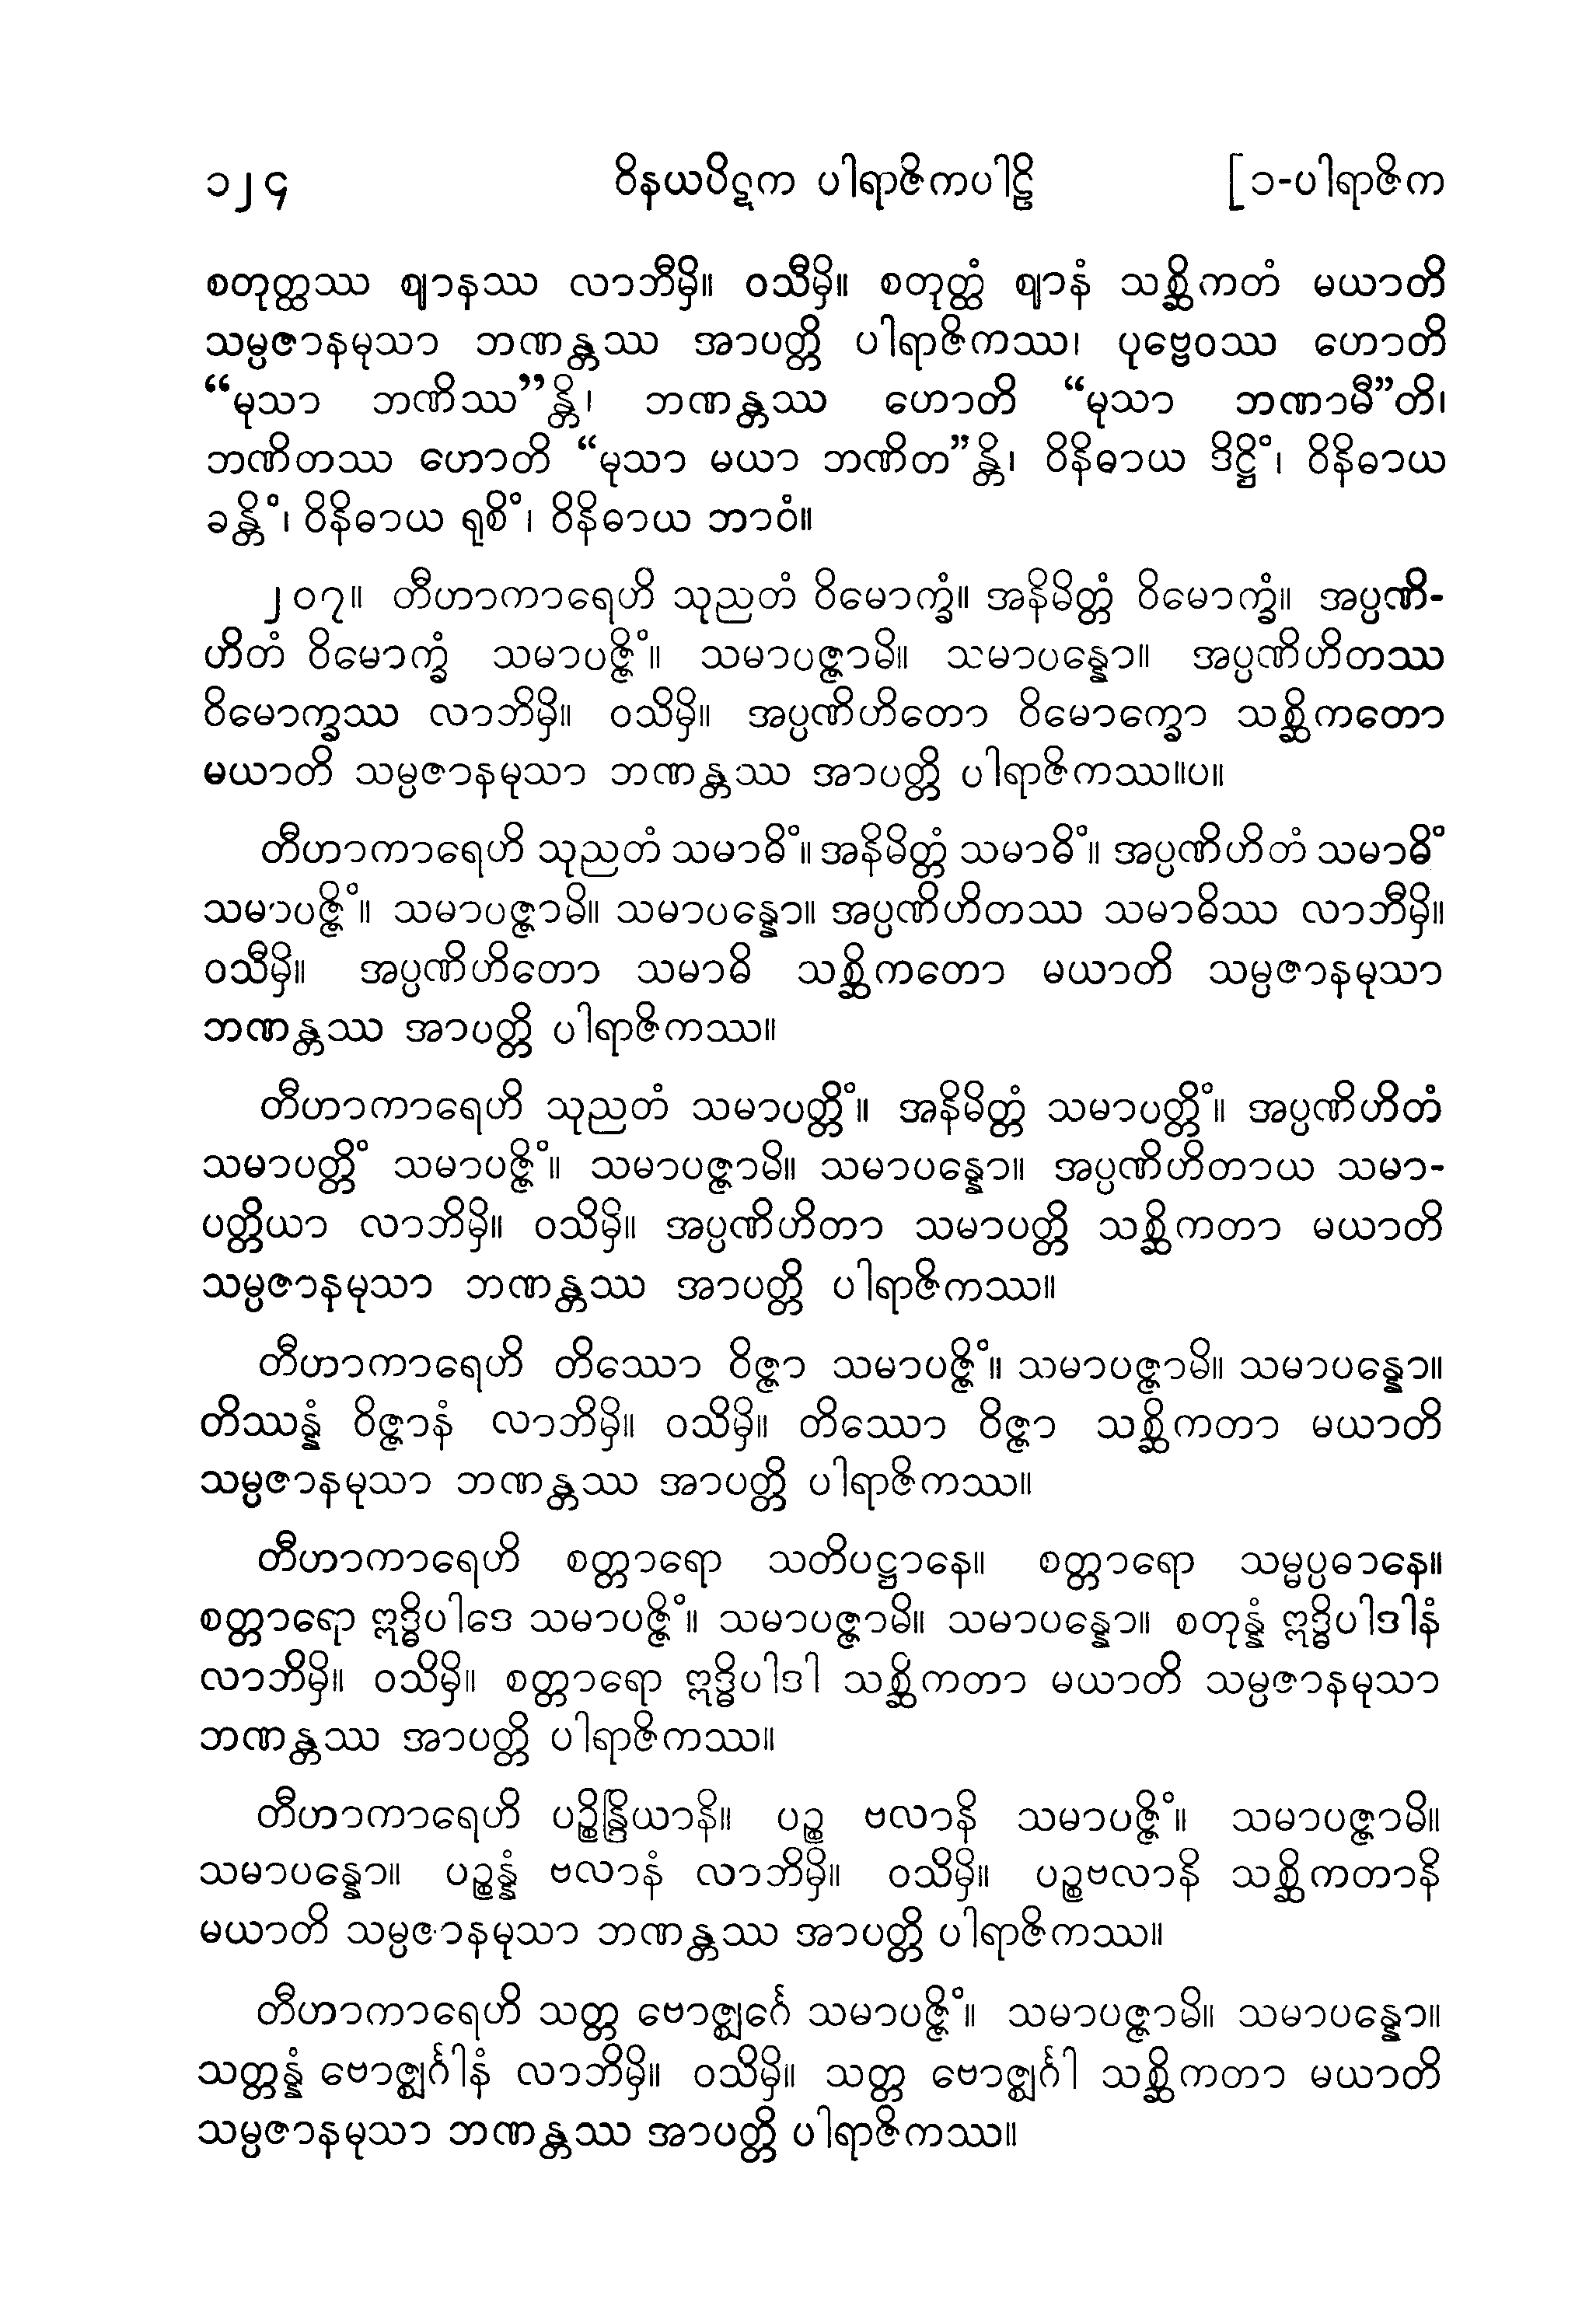 ၁၂၄ ဝိနယပိဋက ပါရာဇိကပါဠိ [၁-ပါရာဇိက
စတုတ္ထဿ ဈာနဿ လာဘီမှိ။ ဝသီမှိ။ စတုတ္ထံ ဈာနံ သစ္ဆိကတံ မယာတိ
သမ္ပဇာနမုသာ ဘဏန္တဿ အာပတ္တိ ပါရာဇိကဿ၊ ပုဗ္ဗေဝဿ ဟောတိ
“မုသာ ဘဏိဿ”န္တိ၊ ဘဏန္တဿ ဟောတိ “မုသာ ဘဏာမီ”တိ၊
ဘဏိတဿ ဟောတိ “မုသာ မယာ ဘဏိတ”န္တိ၊ ဝိနိဓာယ ဒိဋ္ဌိံ၊ ဝိနိဓာယ
ခန္တိံ၊ ဝိနိဓာယ ရုစိံ၊ ဝိနိဓာယ ဘာဝံ။
၂၀၇။ တီဟာကာရေဟိ သုညတံ ဝိမောက္ခံ။ အနိမိတ္တံ ဝိမောက္ခံ။ အပ္ပဏိ-
ဟိတံ ဝိမောက္ခံ သမာပဇ္ဇိံ။ သမာပဇ္ဇာမိ။ သမာပန္နော။ အပ္ပဏိဟိတဿ
ဝိမောက္ခဿ လာဘိမှိ။ ဝသိမှိ။ အပ္ပဏိဟိတော ဝိမောက္ခော သစ္ဆိကတော
မယာတိ သမ္ပဇာနမုသာ ဘဏန္တဿ အာပတ္တိ ပါရာဇိကဿ။ပ။
တီဟာကာရေဟိ သုညတံ သမာဓိံ။ အနိမိတ္တံ သမာဓိံ။ အပ္ပဏိဟိတံ သမာဓိံ
သမာပဇ္ဇိံ။ သမာပဇ္ဇာမိ။ သမာပန္နော။ အပ္ပဏိဟိတဿ သမာဓိဿ လာဘီမှိ။
ဝသီမှိ။ အပ္ပဏိဟိတော သမာဓိ သစ္ဆိကတော မယာတိ သမ္ပဇာနမုသာ
ဘဏန္တဿ အာပတ္တိ ပါရာဇိကဿ။
တီဟာကာရေဟိ သုညတံ သမာပတ္တိံ။ အနိမိတ္တံ သမာပတ္တိံ။ အပ္ပဏိဟိတံ
သမာပတ္တိံ သမာပဇ္ဇိံ။ သမာပဇ္ဇာမိ။ သမာပန္နော။ အပ္ပဏိဟိတာယ သမာ-
ပတ္တိယာ လာဘိမှိ။ ဝသိမှိ။ အပ္ပဏိဟိတာ သမာပတ္တိ သစ္ဆိကတာ မယာတိ
သမ္ပဇာနမုသာ ဘဏန္တဿ အာပတ္တိ ပါရာဇိကဿ။
တီဟာကာရေဟိ တိဿော ဝိဇ္ဇာ သမာပဇ္ဇိံ။ သမာပဇ္ဇာမိ။ သမာပန္နော။
တိဿန္နံ ဝိဇ္ဇာနံ လာဘိမှိ။ ဝသိမှိ။ တိဿော ဝိဇ္ဇာ သစ္ဆိကတာ မယာတိ
သမ္ပဇာနမုသာ ဘဏန္တဿ အာပတ္တိ ပါရာဇိကဿ။
တီဟာကာရေဟိ စတ္တာရော သတိပဋ္ဌာနေ။ စတ္တာရော သမ္မပ္ပဓာနေ။
စတ္တာရော ဣဒ္ဓိပါဒေ သမာပဇ္ဇိံ။ သမာပဇ္ဇာမိ။ သမာပန္နော။ စတုန္နံ ဣဒ္ဓိပါဒါနံ
လာဘိမှိ။ ဝသိမှိ။ စတ္တာရော ဣဒ္ဓိပါဒါ သစ္ဆိကတာ မယာတိ သမ္ပဇာနမုသာ
ဘဏန္တဿ အာပတ္တိ ပါရာဇိကဿ။
တီဟာကာရေဟိ ပဉ္စိန္ဒြိယာနိ။ ပဉ္စ ဗလာနိ သမာပဇ္ဇိံ။ သမာပဇ္ဇာမိ။
သမာပန္နော။ ပဉ္စန္နံ ဗလာနံ လာဘိမှိ။ ဝသိမှိ။ ပဉ္စဗလာနိ သစ္ဆိကတာနိ
မယာတိ သမ္ပဇာနမုသာ ဘဏန္တဿ အာပတ္တိ ပါရာဇိကဿ။
တီဟာကာရေဟိ သတ္တ ဗောဇ္ဈင်္ဂေ သမာပဇ္ဇိံ။ သမာပဇ္ဇာမိ။ သမာပန္နော။
သတ္တန္နံ ဗောဇ္ဈင်္ဂါနံ လာဘိမှိ။ ဝသိမှိ။ သတ္တ ဗောဇ္ဈင်္ဂါ သစ္ဆိကတာ မယာတိ
သမ္ပဇာနမုသာ ဘဏန္တဿ အာပတ္တိ ပါရာဇိကဿ။